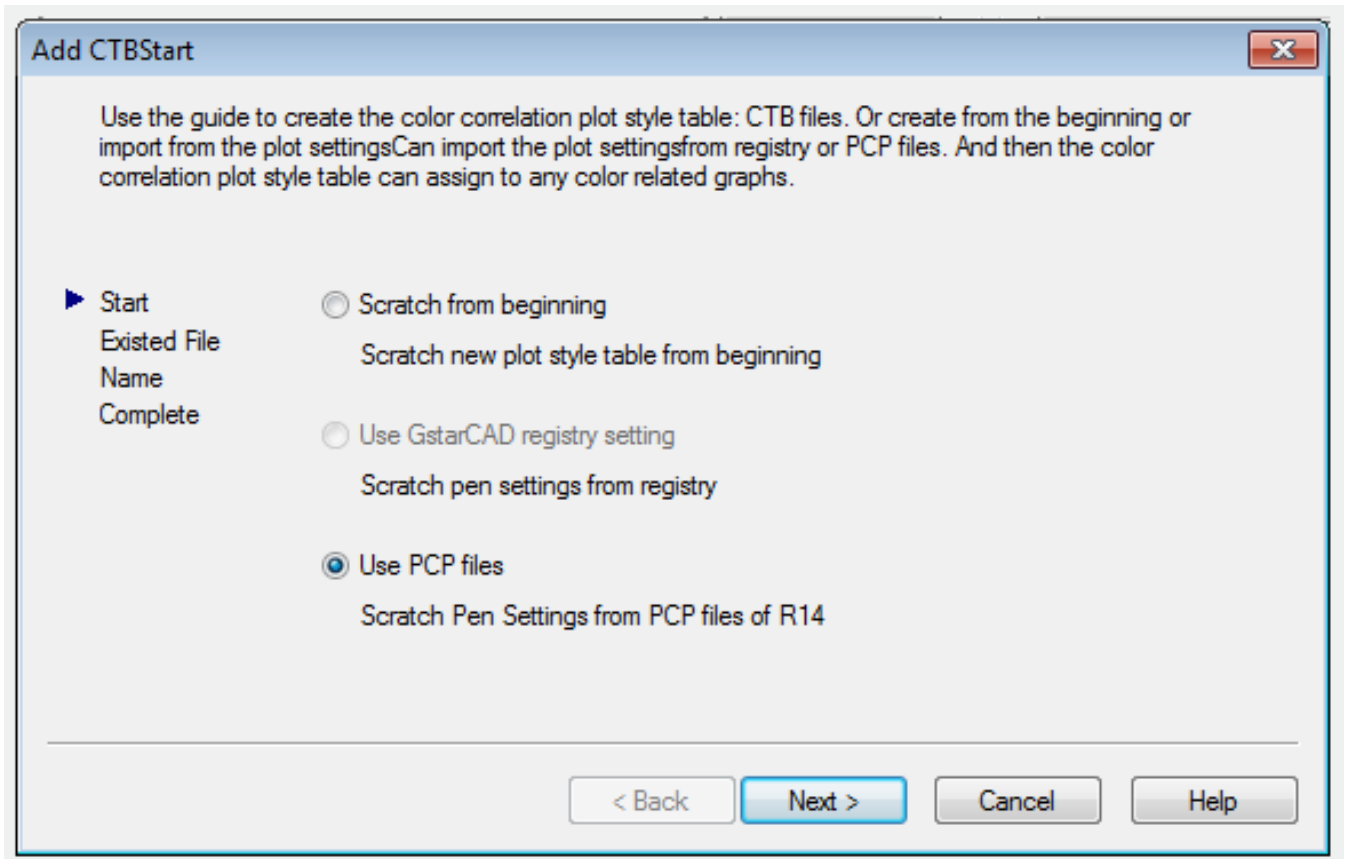 Add CTBStart
Use the guide to create the color correlation plot style table: CTB files. Or create from the beginning or
import from the plot settingsCan import the plot settingsfrom registry or PCP files. And then the color
correlation plot style table can assign to any color related graphs.
Start
Existed File
Name
Complete
Scratch from beginning
Scratch new plot style table from beginning
Use GstarCAD registry setting
Scratch pen settings from registry
Use PCP files
Scratch Pen Settings from PCP files of R14
< Back
Next >
Cancel
Help